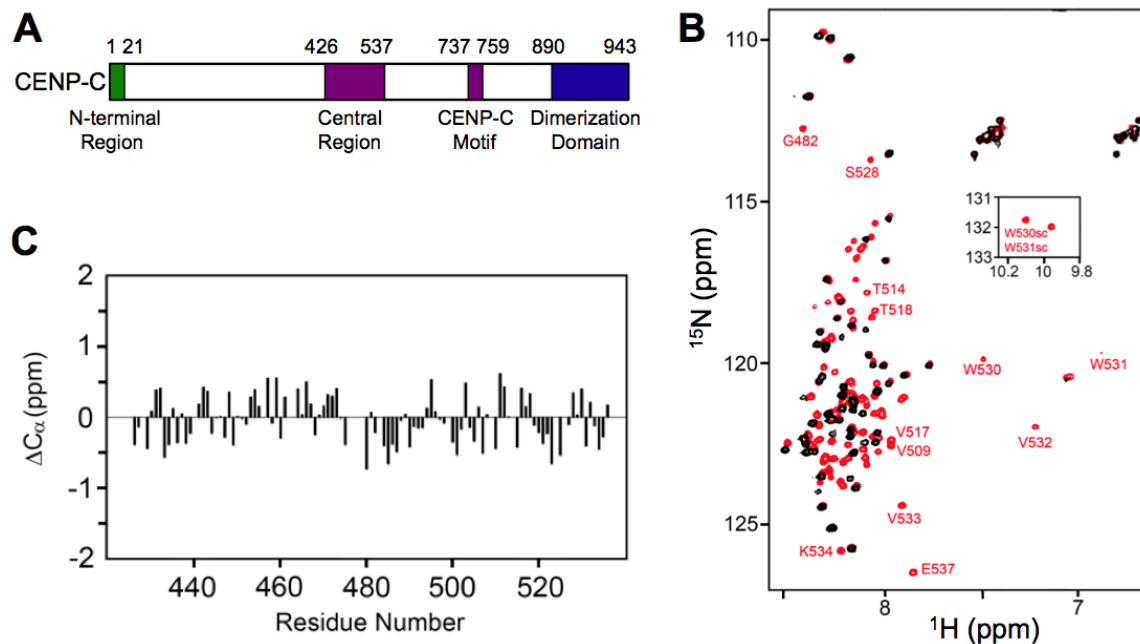 A
1 21 426 537 737 759 890 943
CENP-C
N-terminal Region
Central Region
CENP-C Motif
Dimerization Domain
C
ΔCα (ppm)
2
1
0
-1
-2
440 460 480 500 520
Residue Number
B
15N (ppm)
110
115
120
125
G482
S528
131
132
133
W530sc
W531sc
10.2 10 9.8
T514
T518
W530
W531
V517
V509
V532
V533
K534
E537
8 7
1H (ppm)